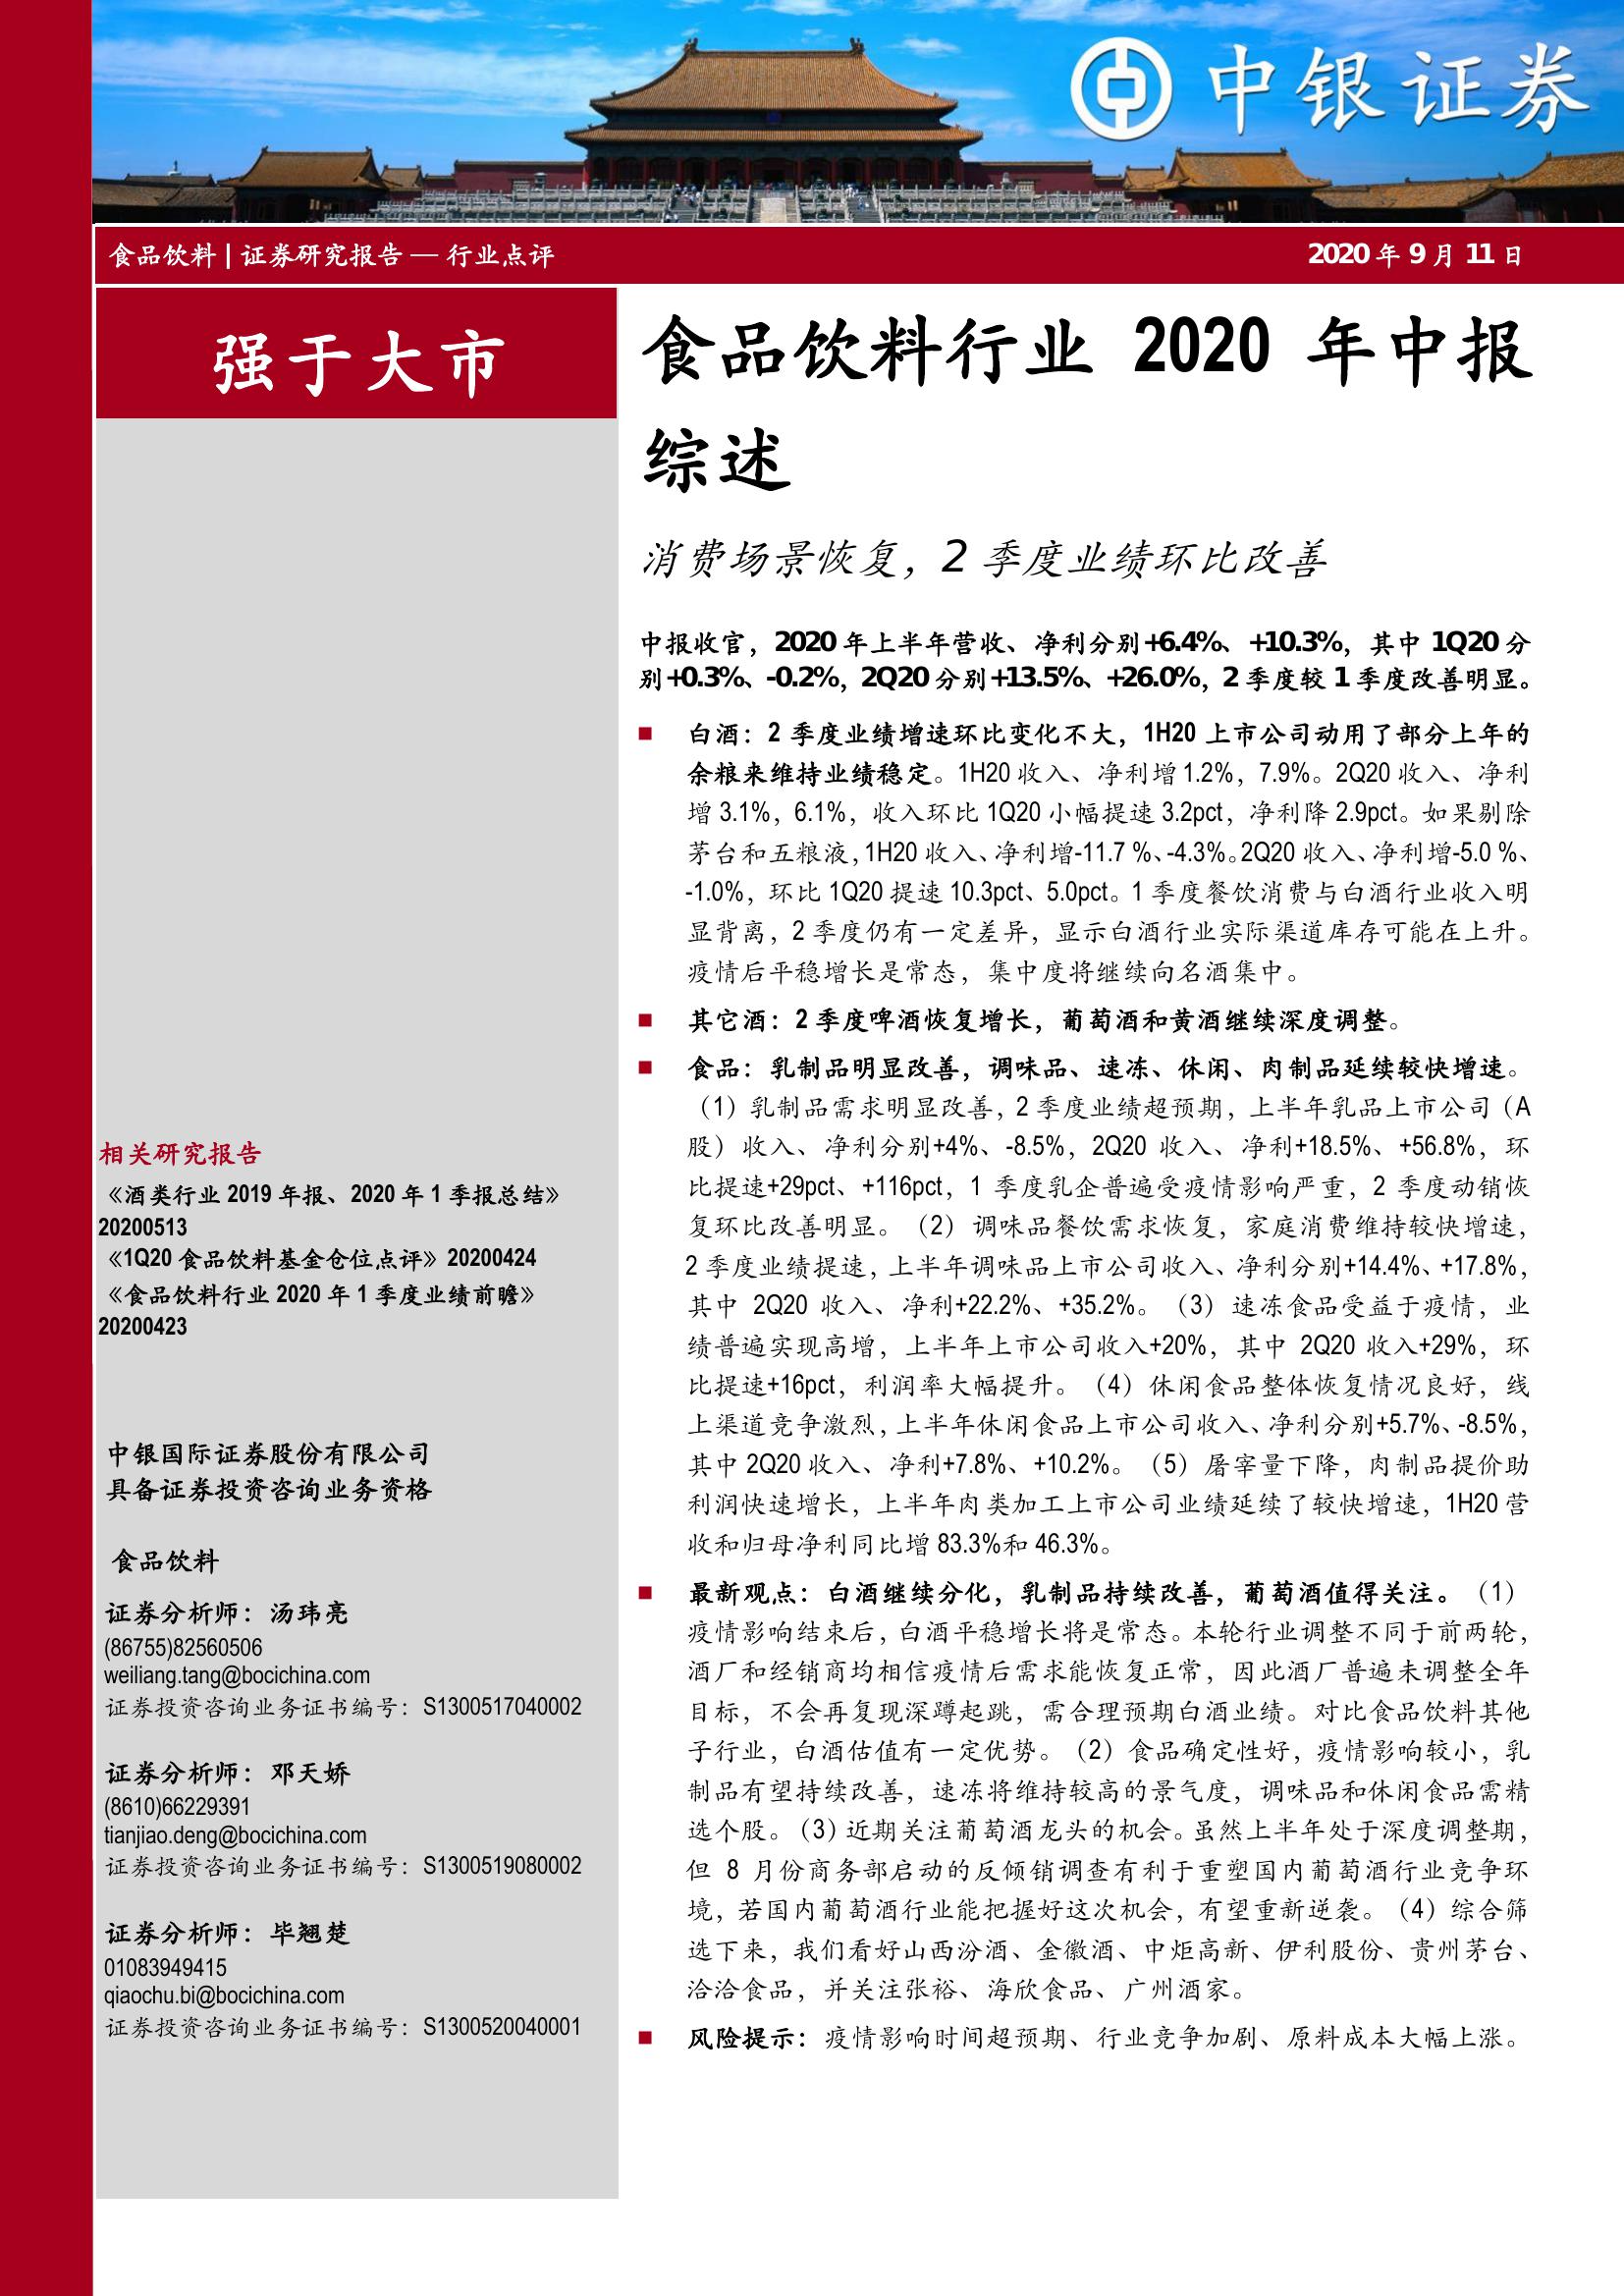 中银证券
食品饮料 | 证券研究报告 — 行业点评
2020 年 9 月 11 日
强于大市
食品饮料行业 2020 年中报
综述
消费场景恢复，2 季度业绩环比改善
中报收官，2020 年上半年营收、净利分别+6.4%、+10.3%，其中 1Q20 分
别+0.3%、-0.2%，2Q20 分别+13.5%、+26.0%，2 季度较 1 季度改善明显。
■ 白酒：2 季度业绩增速环比变化不大，1H20 上市公司动用了部分上年的
余粮来维持业绩稳定。1H20 收入、净利增 1.2%，7.9%。2Q20 收入、净利
增 3.1%，6.1%，收入环比 1Q20 小幅提速 3.2pct，净利降 2.9pct。如果剔除
茅台和五粮液，1H20 收入、净利增-11.7 %、-4.3%。2Q20 收入、净利增-5.0 %、
-1.0%，环比 1Q20 提速 10.3pct、5.0pct。1 季度餐饮消费与白酒行业收入明
显背离，2 季度仍有一定差异，显示白酒行业实际渠道库存可能在上升。
疫情后平稳增长是常态，集中度将继续向名酒集中。
■ 其它酒：2 季度啤酒恢复增长，葡萄酒和黄酒继续深度调整。
■ 食品：乳制品明显改善，调味品、速冻、休闲、肉制品延续较快增速。
（1）乳制品需求明显改善，2 季度业绩超预期，上半年乳品上市公司（A
股）收入、净利分别+4%、-8.5%，2Q20 收入、净利+18.5%、+56.8%，环
比提速+29pct、+116pct，1 季度乳企普遍受疫情影响严重，2 季度动销恢
复环比改善明显。（2）调味品餐饮需求恢复，家庭消费维持较快增速，
2 季度业绩提速，上半年调味品上市公司收入、净利分别+14.4%、+17.8%，
其中 2Q20 收入、净利+22.2%、+35.2%。（3）速冻食品受益于疫情，业
绩普遍实现高增，上半年上市公司收入+20%，其中 2Q20 收入+29%，环
比提速+16pct，利润率大幅提升。（4）休闲食品整体恢复情况良好，线
上渠道竞争激烈，上半年休闲食品上市公司收入、净利分别+5.7%、-8.5%，
其中 2Q20 收入、净利+7.8%、+10.2%。（5）屠宰量下降，肉制品提价助
利润快速增长，上半年肉类加工上市公司业绩延续了较快增速，1H20 营
收和归母净利同比增 83.3%和 46.3%。
■ 最新观点：白酒继续分化，乳制品持续改善，葡萄酒值得关注。（1）
疫情影响结束后，白酒平稳增长将是常态。本轮行业调整不同于前两轮，
酒厂和经销商均相信疫情后需求能恢复正常，因此酒厂普遍未调整全年
目标，不会再复现深蹲起跳，需合理预期白酒业绩。对比食品饮料其他
子行业，白酒估值有一定优势。（2）食品确定性好，疫情影响较小，乳
制品有望持续改善，速冻将维持较高的景气度，调味品和休闲食品需精
选个股。（3）近期关注葡萄酒龙头的机会。虽然上半年处于深度调整期，
但 8 月份商务部启动的反倾销调查有利于重塑国内葡萄酒行业竞争环
境，若国内葡萄酒行业能把握好这次机会，有望重新逆袭。（4）综合筛
选下来，我们看好山西汾酒、金徽酒、中炬高新、伊利股份、贵州茅台、
洽洽食品，并关注张裕、海欣食品、广州酒家。
■ 风险提示：疫情影响时间超预期、行业竞争加剧、原料成本大幅上涨。
相关研究报告
《酒类行业 2019 年报、2020 年 1 季报总结》
20200513
《1Q20 食品饮料基金仓位点评》20200424
《食品饮料行业 2020 年 1 季度业绩前瞻》
20200423
中银国际证券股份有限公司
具备证券投资咨询业务资格
食品饮料
证券分析师：汤玮亮
(86755)82560506
weiliang.tang@bocichina.com
证券投资咨询业务证书编号：S1300517040002
证券分析师：邓天娇
(8610)66229391
tianjiao.deng@bocichina.com
证券投资咨询业务证书编号：S1300519080002
证券分析师：毕翘楚
01083949415
qiaochu.bi@bocichina.com
证券投资咨询业务证书编号：S1300520040001